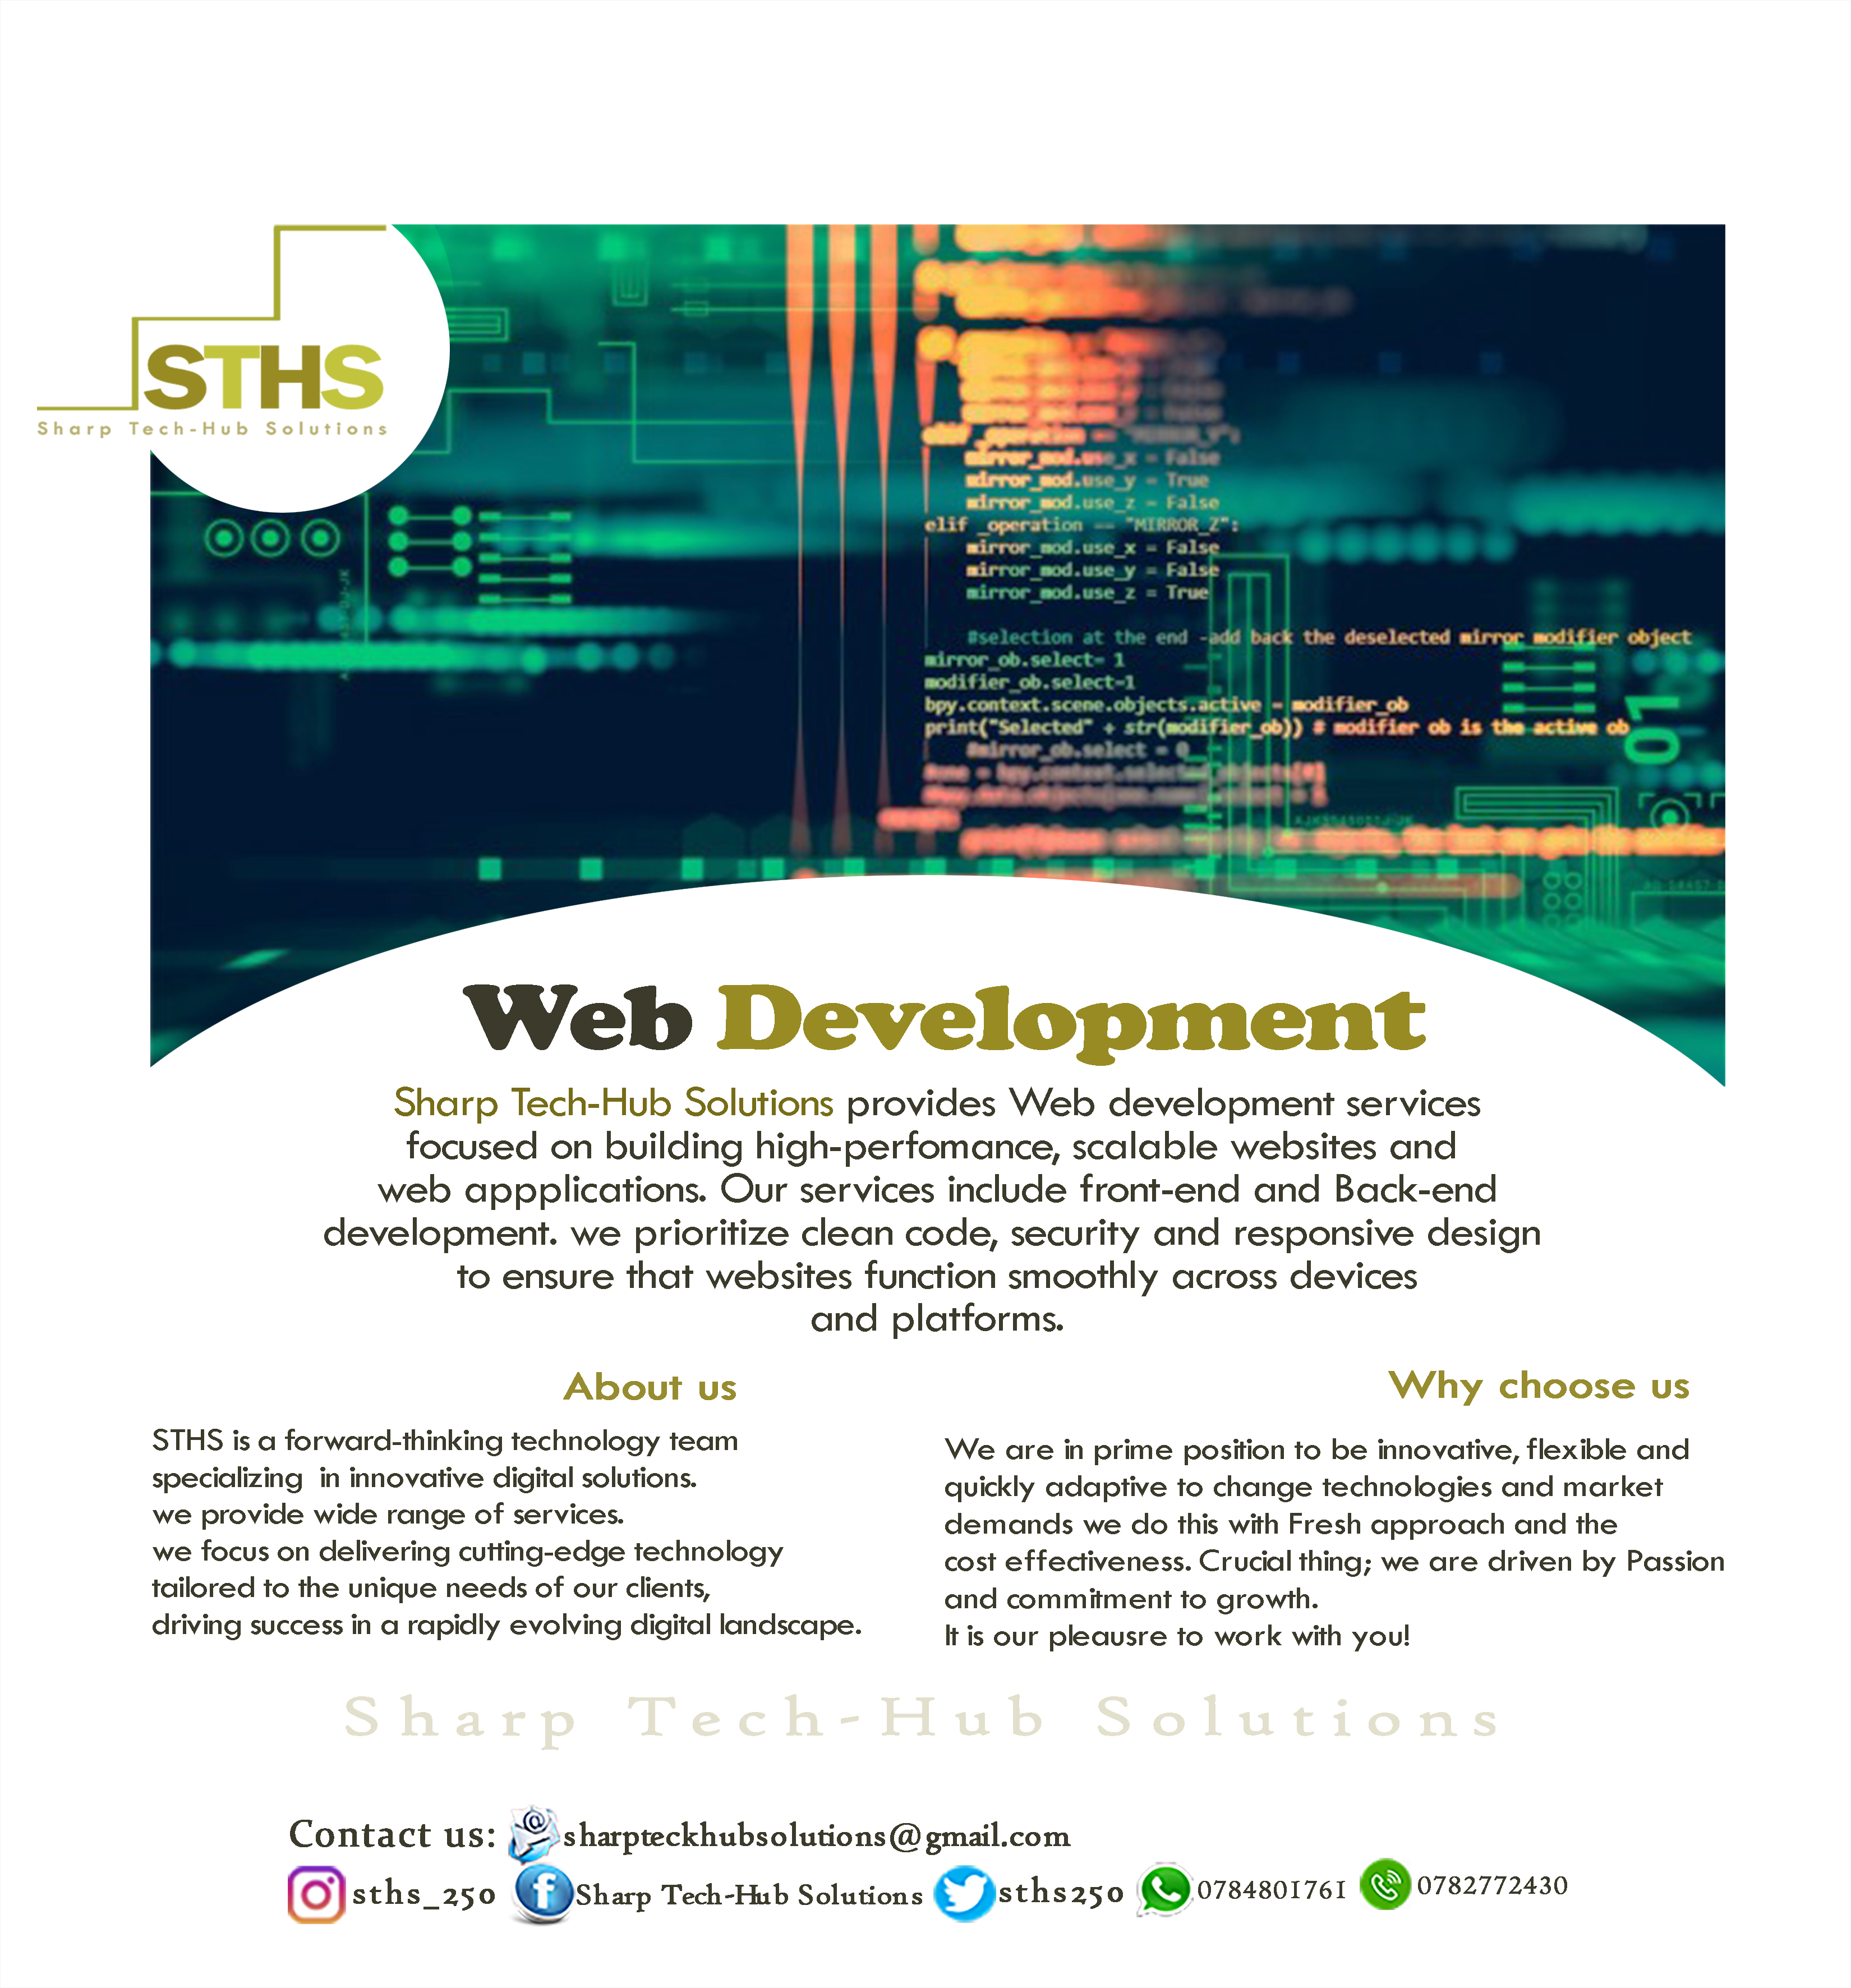 STHS
Sharp Tech-Hub Solutions
elif _operation == "MIRROR_Y":
mirror_mod.use_x = False
mirror_mod.use_y = True
mirror_mod.use_z = False
elif _operation == "MIRROR_Z":
mirror_mod.use_x = False
mirror_mod.use_y = False
mirror_mod.use_z = True
#selection at the end -add back the deselected mirror modifier object
mirror_ob.select= 1
modifier_ob.select=1
bpy.context.scene.objects.active = modifier_ob
print("Selected" + str(modifier_ob)) # modifier ob is the active ob
#mirror_ob.select = 0
01
Web Development
Sharp Tech-Hub Solutions provides Web development services
focused on building high-perfomance, scalable websites and
web appplications. Our services include front-end and Back-end
development. we prioritize clean code, security and responsive design
to ensure that websites function smoothly across devices
and platforms.
About us
STHS is a forward-thinking technology team
specializing in innovative digital solutions.
we provide wide range of services.
we focus on delivering cutting-edge technology
tailored to the unique needs of our clients,
driving success in a rapidly evolving digital landscape.
Why choose us
We are in prime position to be innovative, flexible and
quickly adaptive to change technologies and market
demands we do this with Fresh approach and the
cost effectiveness. Crucial thing; we are driven by Passion
and commitment to growth.
It is our pleausre to work with you!
Sharp Tech-Hub Solutions
Contact us: sharpteckhubsolutions@gmail.com
sths_250 Sharp Tech-Hub Solutions sths250 0784801761 0782772430